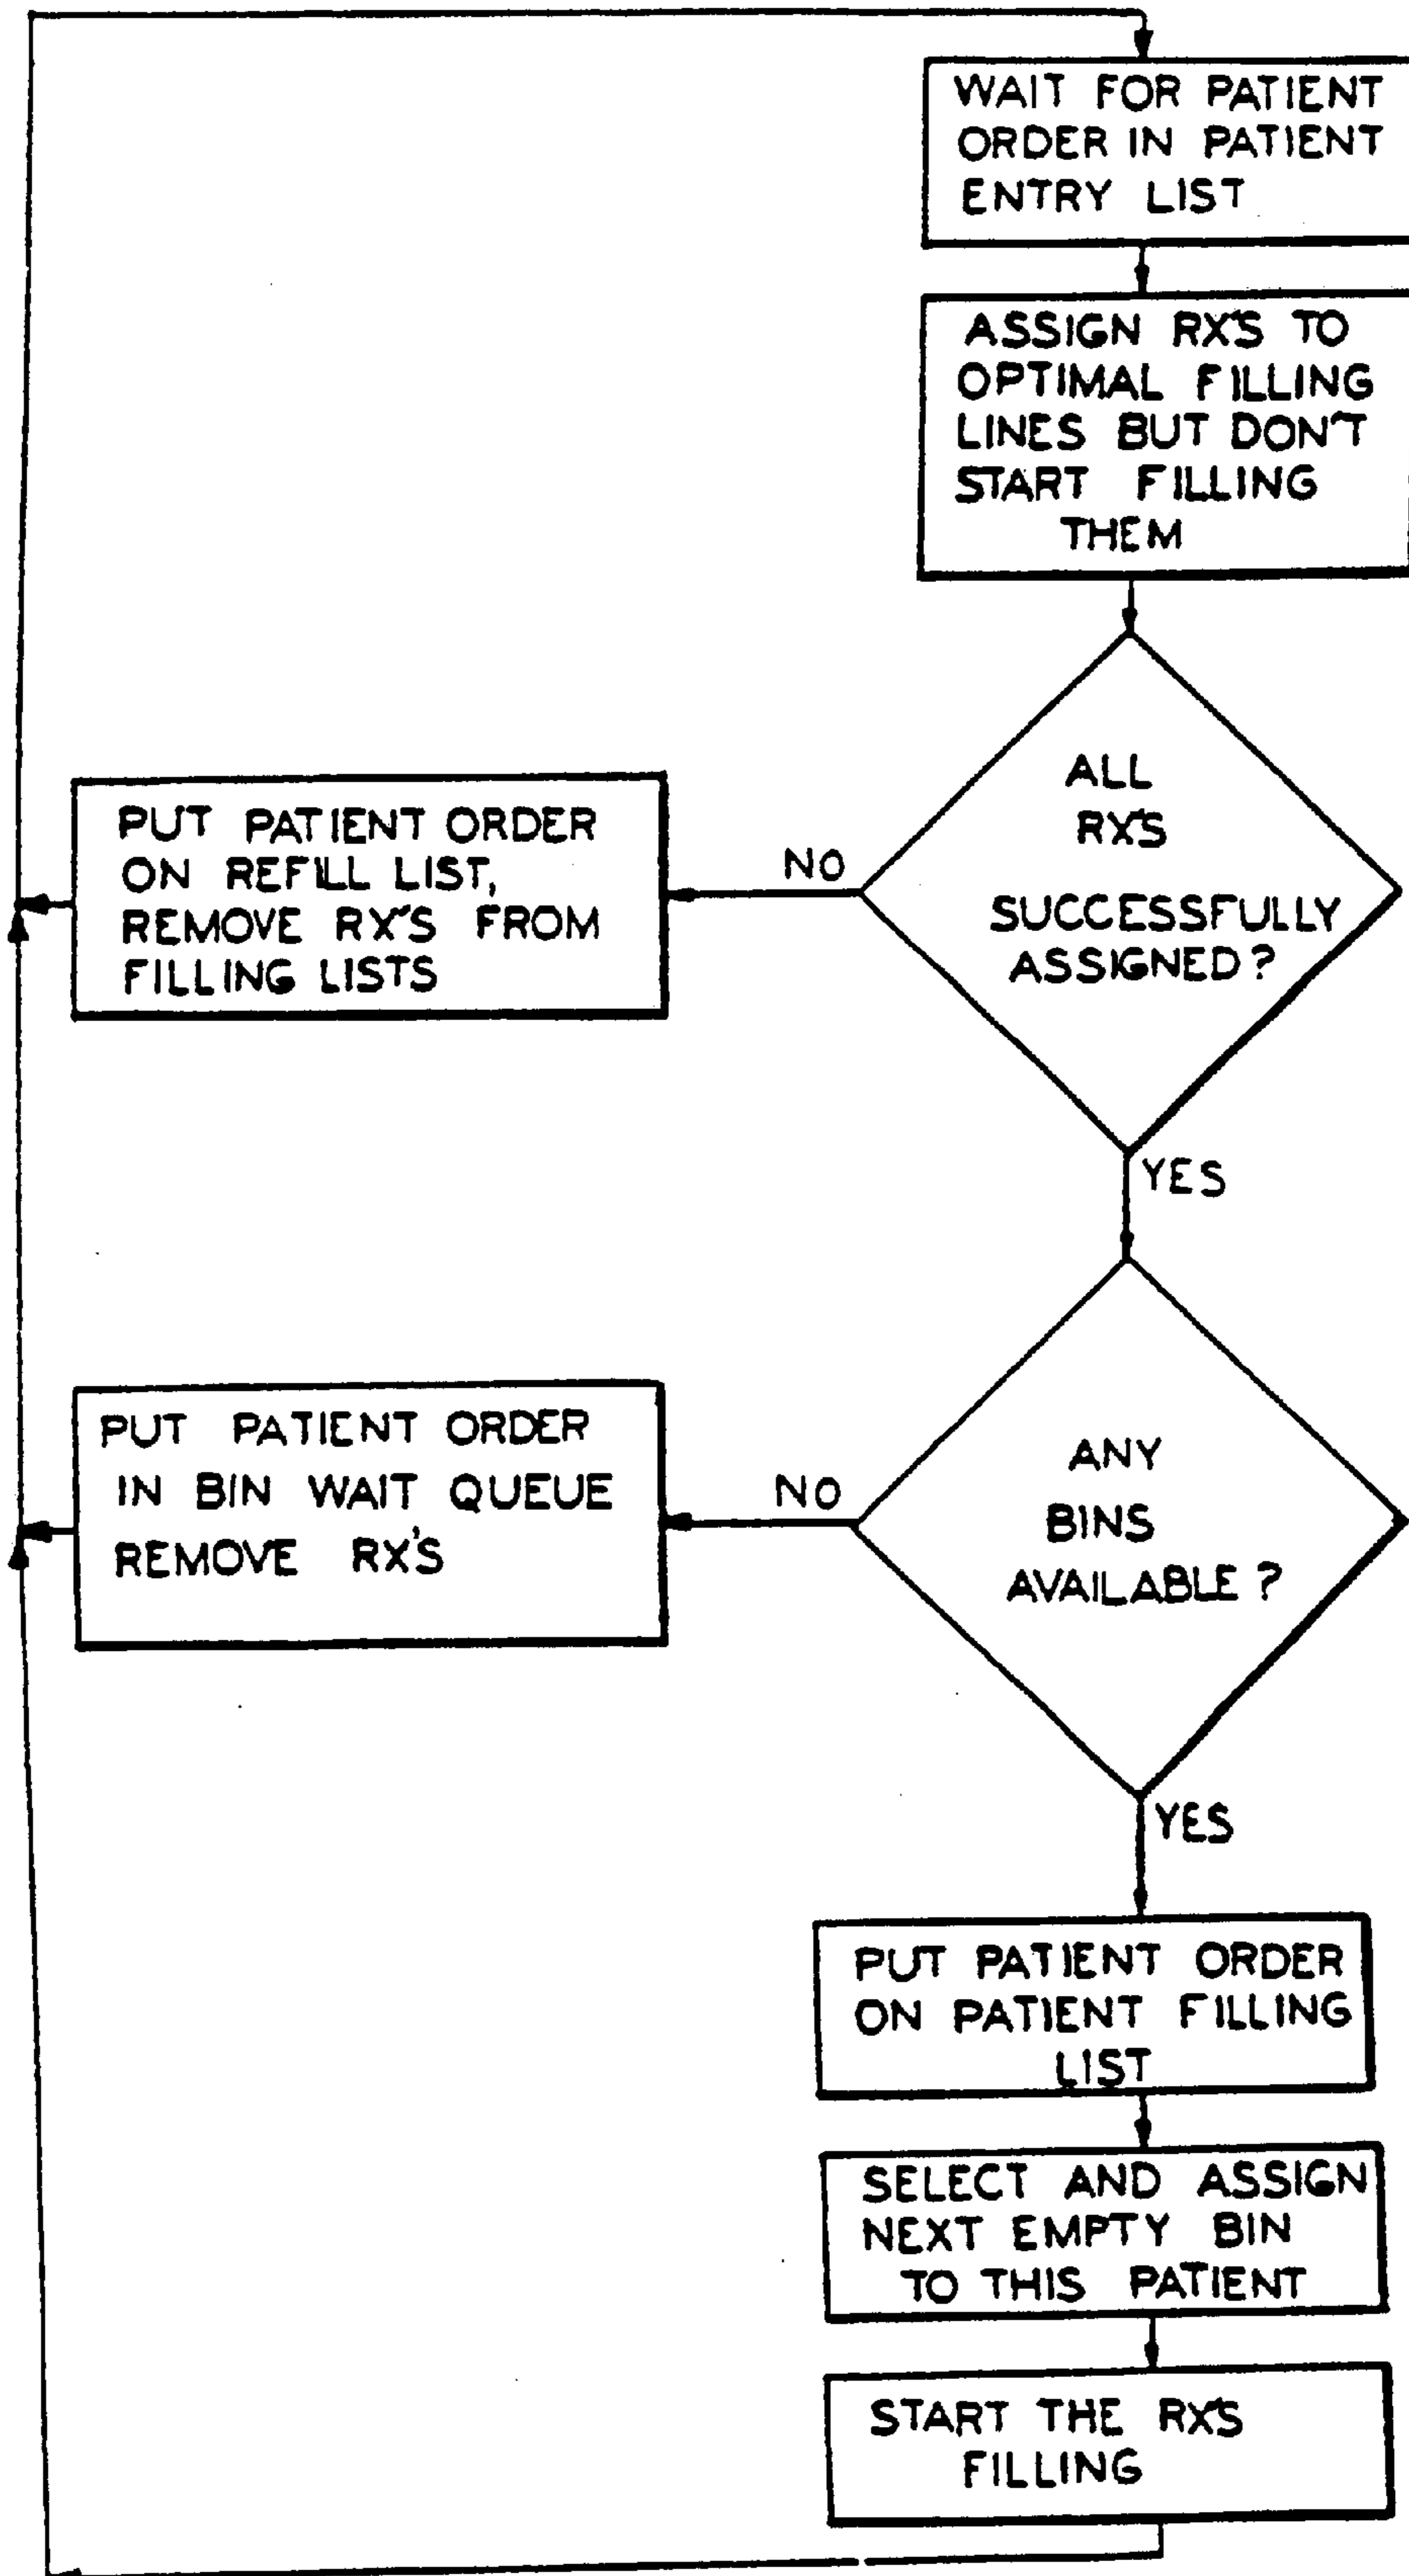 WAIT FOR PATIENT
ORDER IN PATIENT
ENTRY LIST
ASSIGN RX'S TO
OPTIMAL FILLING
LINES BUT DON'T
START FILLING
THEM
ALL
RX'S
SUCCESSFULLY
ASSIGNED?
NO
PUT PATIENT ORDER
ON REFILL LIST,
REMOVE RX'S FROM
FILLING LISTS
YES
ANY
BINS
AVAILABLE?
NO
PUT PATIENT ORDER
IN BIN WAIT QUEUE
REMOVE RX'S
YES
PUT PATIENT ORDER
ON PATIENT FILLING
LIST
SELECT AND ASSIGN
NEXT EMPTY BIN
TO THIS PATIENT
START THE RX'S
FILLING